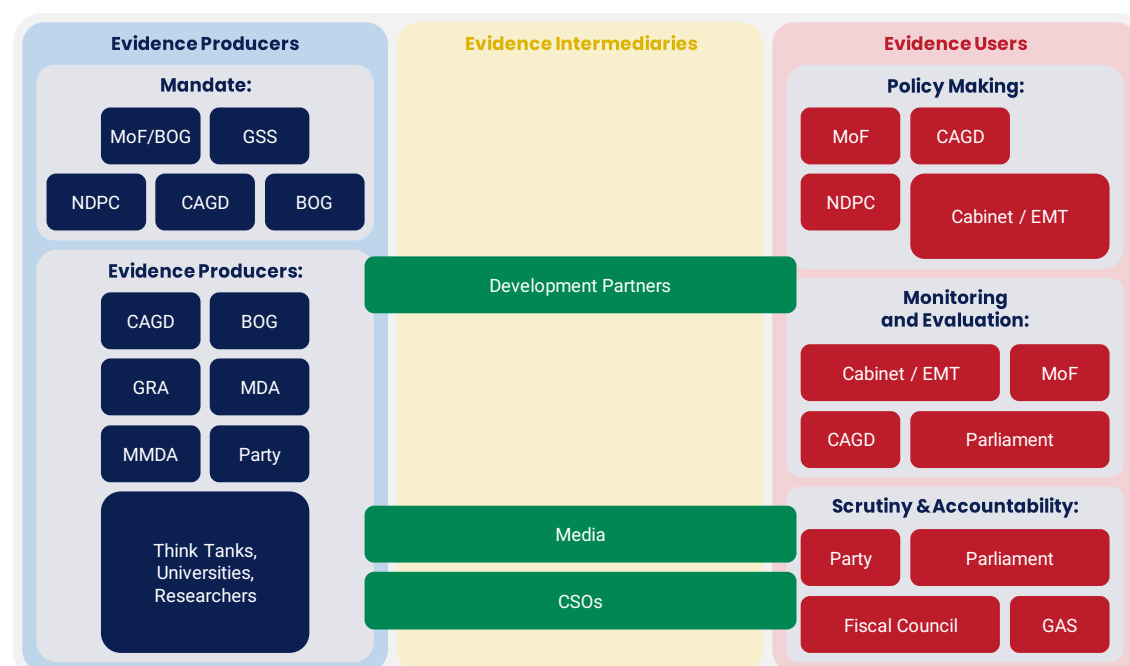 Evidence Producers
Mandate:
MoF/BOG
GSS
NDPC
CAGD
BOG
Evidence Producers:
CAGD
BOG
GRA
MDA
MMDA
Party
Think Tanks,
Universities,
Researchers
Evidence Intermediaries
Development Partners
Media
CSOs
Evidence Users
Policy Making:
MoF
CAGD
NDPC
Cabinet / EMT
Monitoring
and Evaluation:
Cabinet / EMT
MoF
CAGD
Parliament
Scrutiny & Accountability:
Party
Parliament
Fiscal Council
GAS